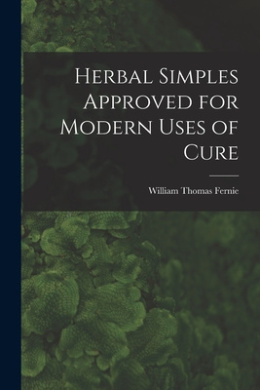 Herbal Simples
Approved for
Modern Uses of
Cure
William Thomas Fernie